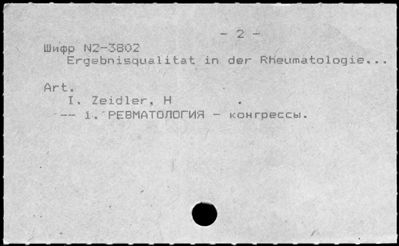 - 2 -
Шифр N2-3802
Ergebnisqualitat in der Rheumatologie...
Art.
I. Zeidler, H
-- 1. РЕВМАТОЛОГИЯ - конгрессы.